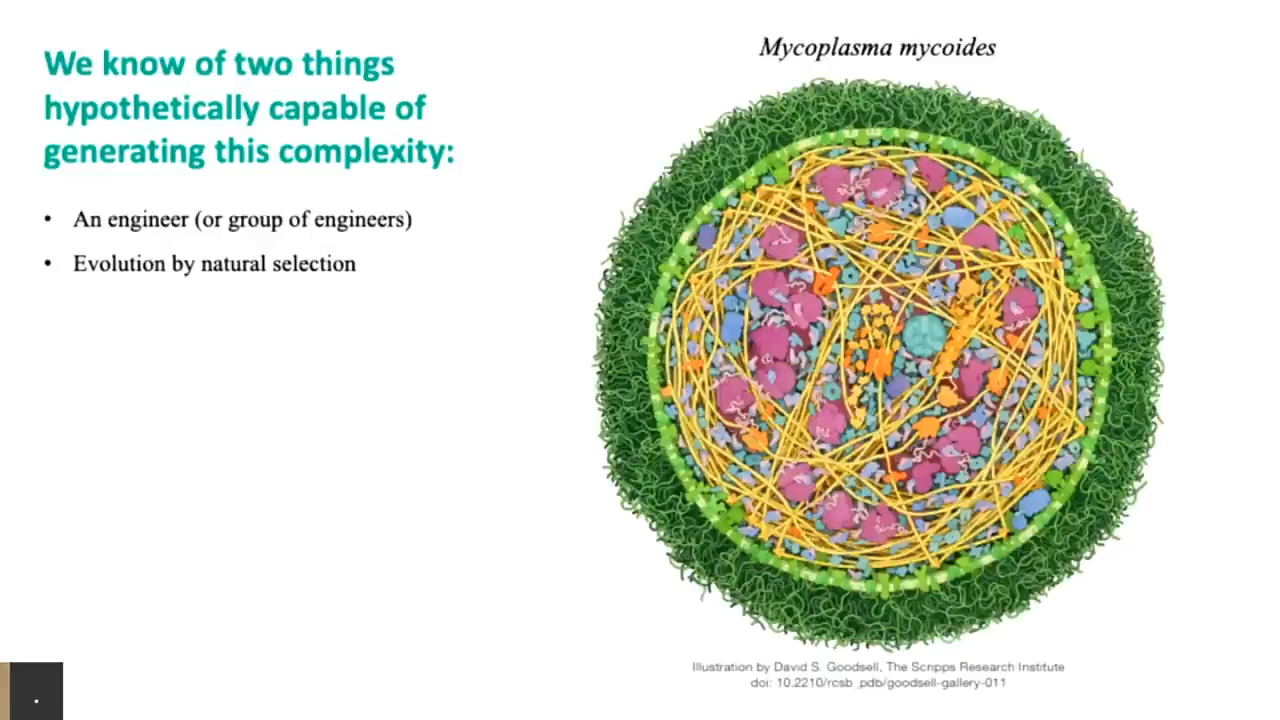 We know of two things
hypothetically capable of
generating this complexity:
• An engineer (or group of engineers)
• Evolution by natural selection
Mycoplasma mycoides
Illustration by David S. Goodsell, The Scripps Research Institute
doi: 10.2210/rcsb_pdb/goodsell-gallery-011